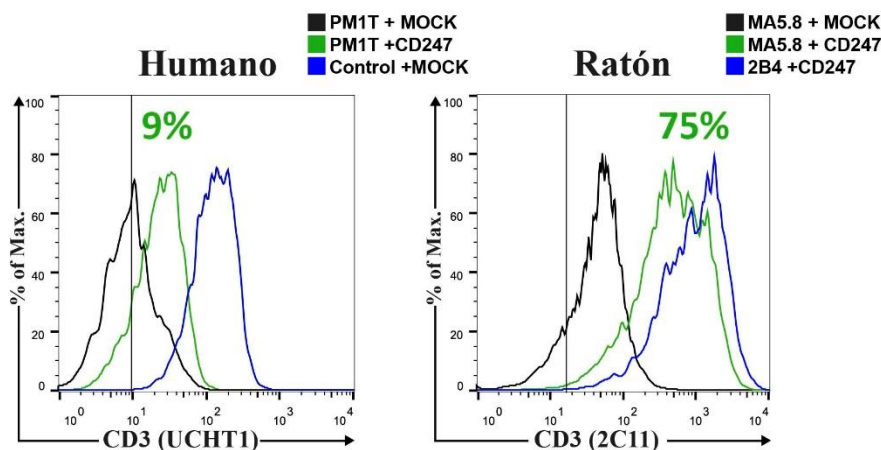 Humano
PM1T + MOCK
PM1T +CD247
Control +MOCK
Ratón
MA5.8 + MOCK
MA5.8 + CD247
2B4 +CD247
9%
% of Max.
100
80
60
40
20
0
10^0 10^1 10^2 10^3 10^4
CD3 (UCHT1)
75%
% of Max.
100
80
60
40
20
0
10^0 10^1 10^2 10^3 10^4
CD3 (2C11)